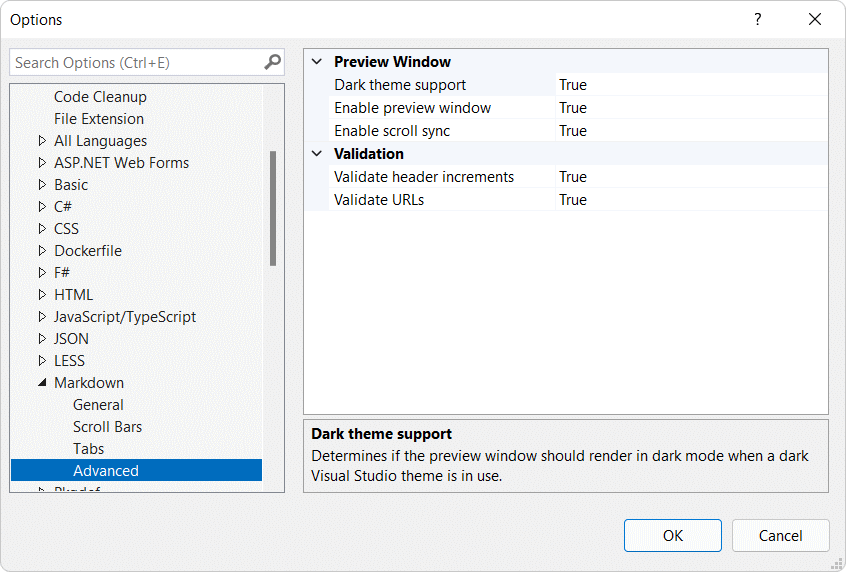 Options
?
Search Options (Ctrl+E)
Code Cleanup
File Extension
All Languages
ASP.NET Web Forms
Basic
C#
CSS
Dockerfile
F#
HTML
JavaScript/TypeScript
JSON
LESS
Markdown
General
Scroll Bars
Tabs
Advanced
Preview Window
Dark theme support True
Enable preview window True
Enable scroll sync True
Validation
Validate header increments True
Validate URLs True
Dark theme support
Determines if the preview window should render in dark mode when a dark
Visual Studio theme is in use.
OK Cancel